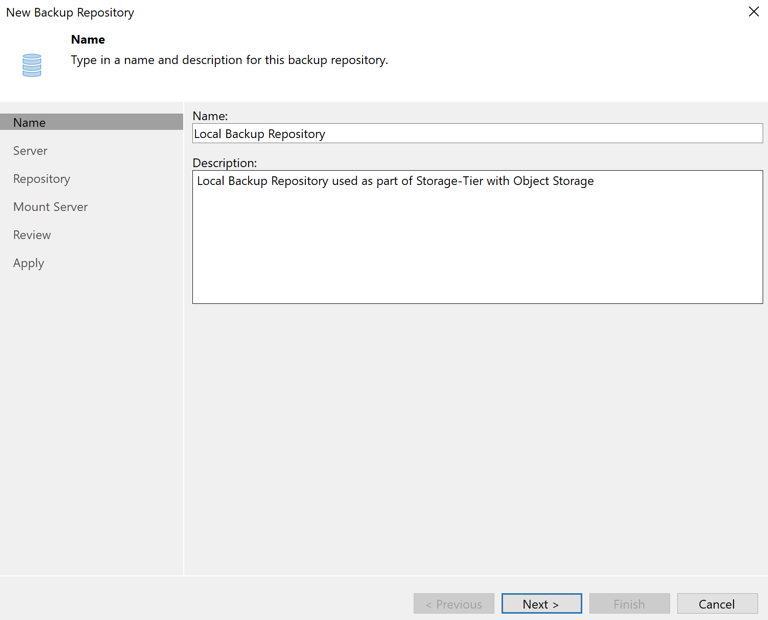 New Backup Repository
Name
Type in a name and description for this backup repository.
Name
Server
Repository
Mount Server
Review
Apply
Name:
Local Backup Repository
Description:
Local Backup Repository used as part of Storage-Tier with Object Storage
< Previous
Next >
Finish
Cancel